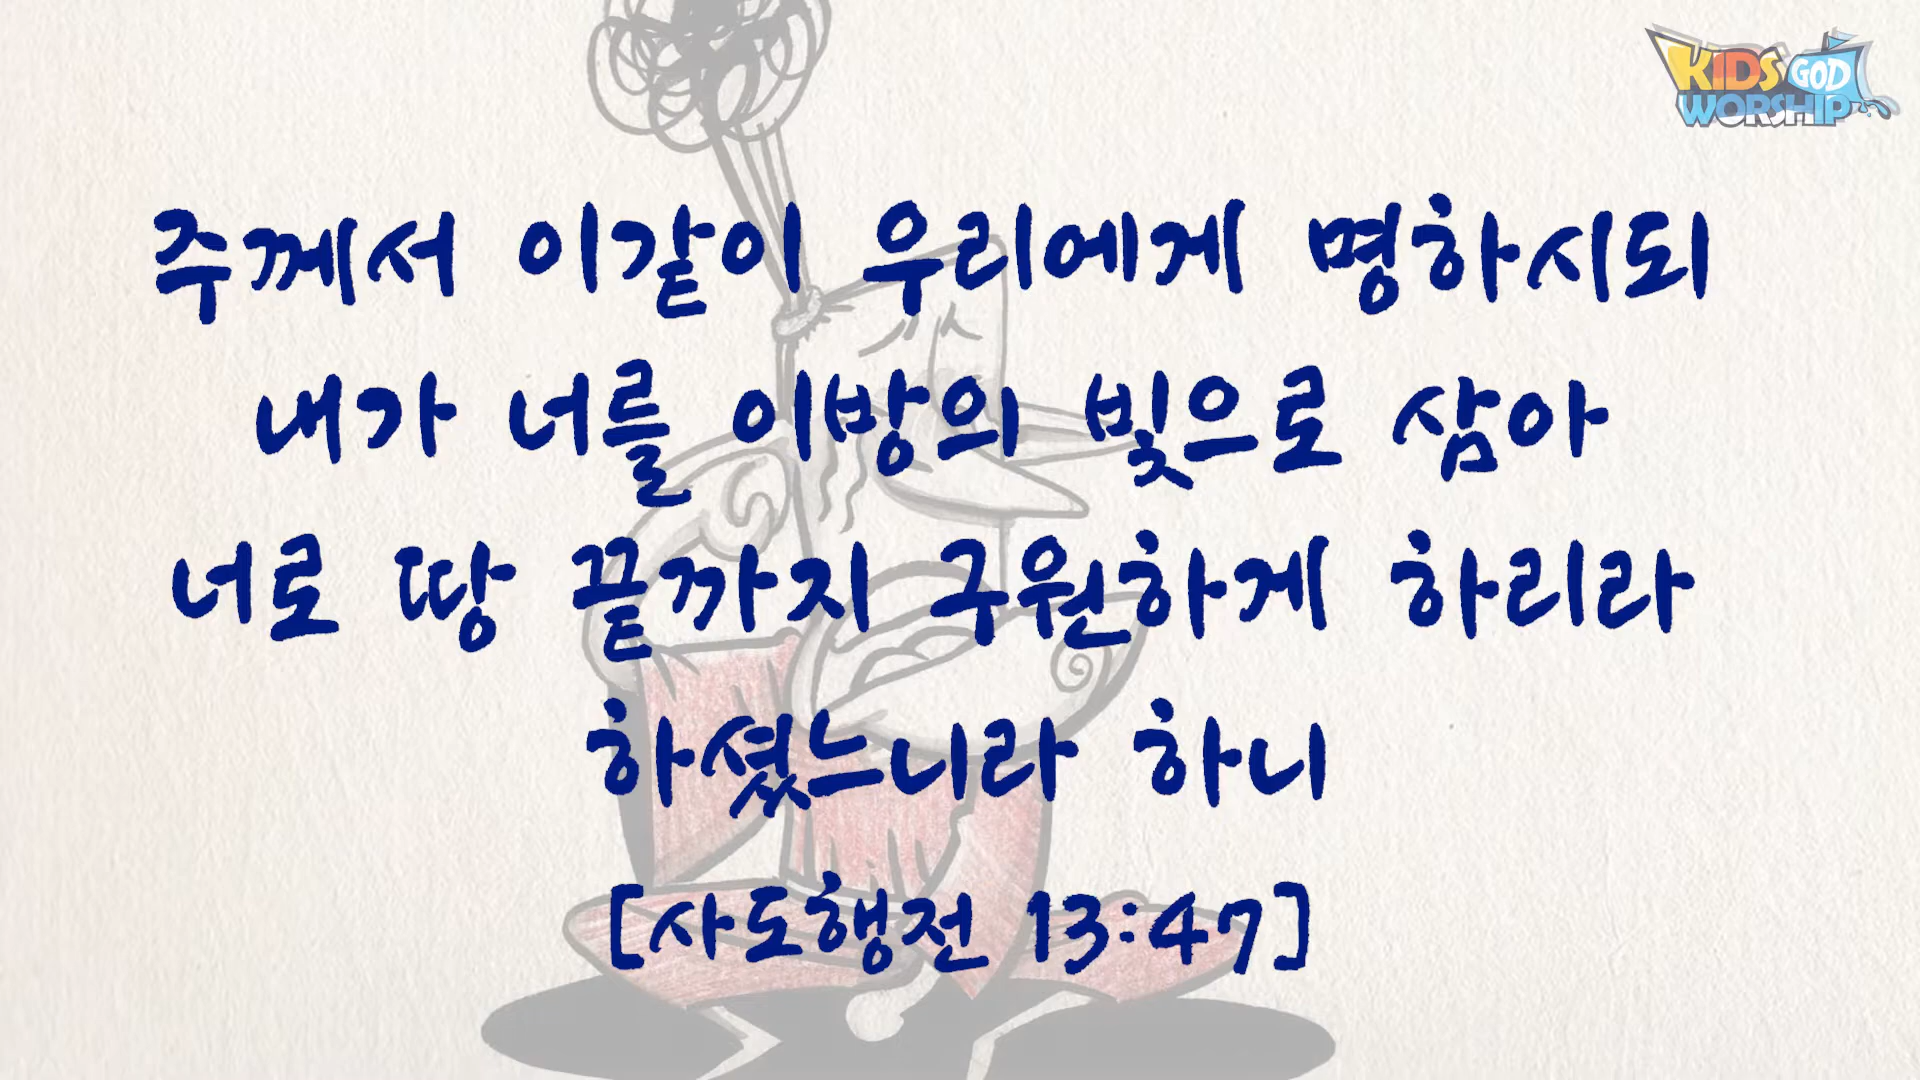 KIDS GOD
WORSHIP
주께서 이같이 우리에게 명하시되
내가 너를 이방의 빛으로 삼아
너로 땅 끝까지 구원하게 하리라
하셨느니라 하니
[사도행전 13:47]